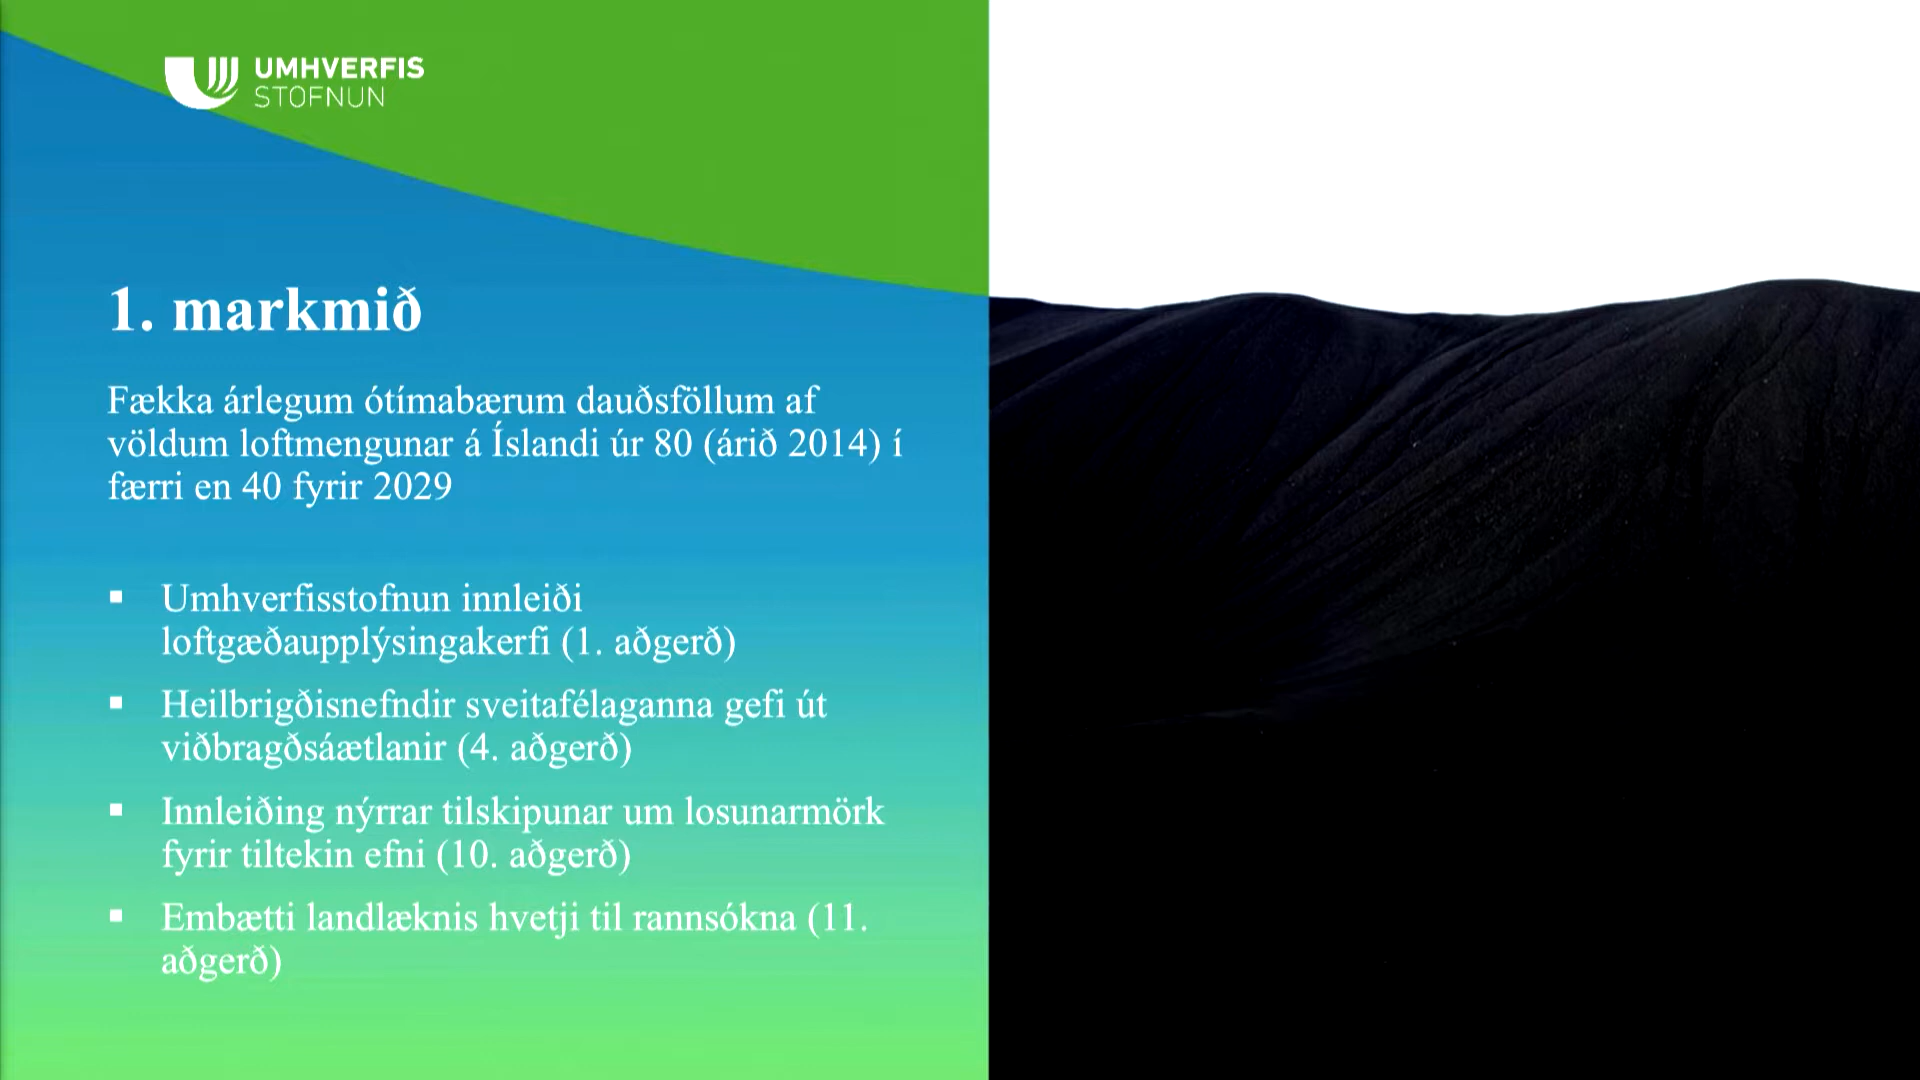 UMHVERFIS
STOFNUN
1. markmið
Fækka árlegum ótímabærum dauðsföllum af
völdum loftmengunar á Íslandi úr 80 (árið 2014) í
færri en 40 fyrir 2029
▪ Umhverfisstofnun innleiði
loftgæðaupplýsingakerfi (1. aðgerð)
▪ Heilbrigðisnefndir sveitafélaganna gefi út
viðbragðsáætlanir (4. aðgerð)
▪ Innleiðing nýrrar tilskipunar um losunarmörk
fyrir tiltekin efni (10. aðgerð)
▪ Embætti landlæknis hvetji til rannsókna (11.
aðgerð)